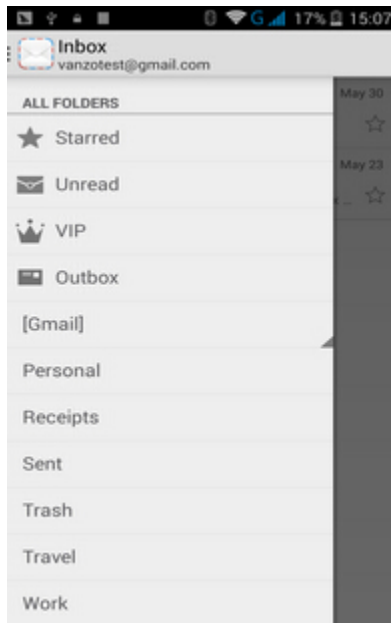 G 17% 15:07
Inbox
vanzotest@gmail.com
ALL FOLDERS
May 30
Starred
May 23
Unread
VIP
Outbox
[Gmail]
Personal
Receipts
Sent
Trash
Travel
Work